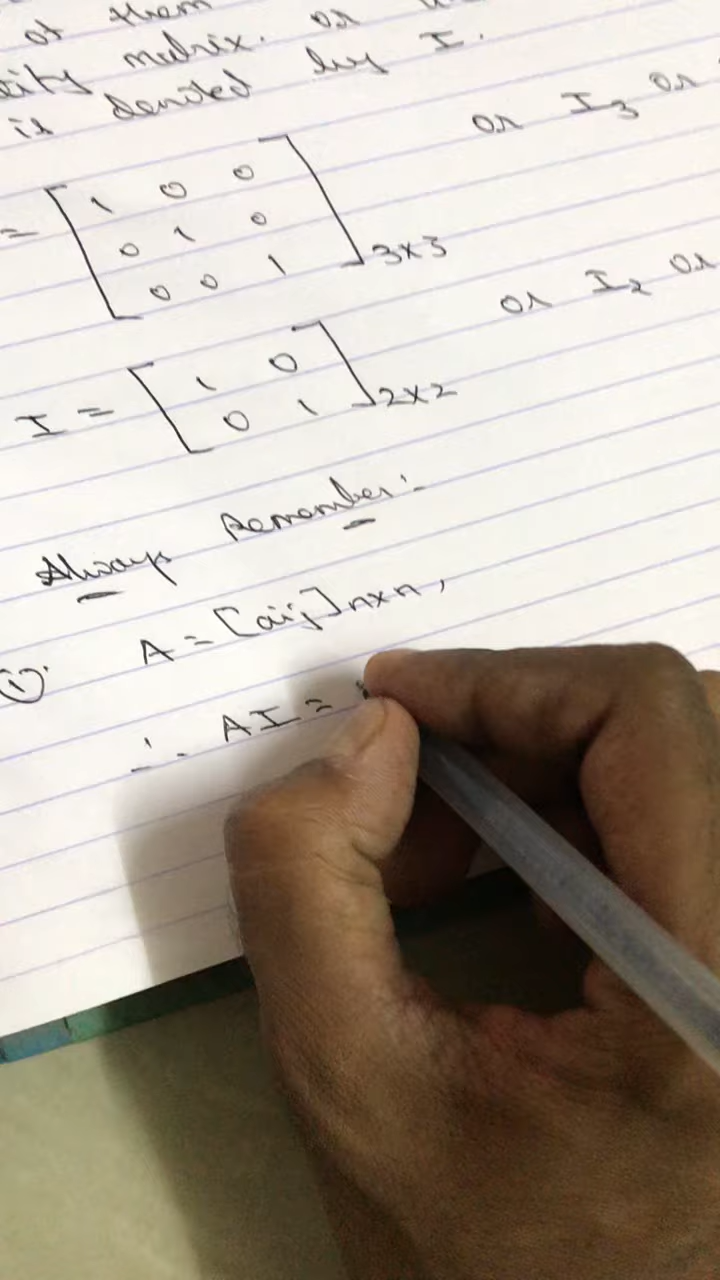 of them or
matrix. or
is denoted by I.
= [1 0 0 or I₃ or
0 1 0
0 0 1]3×3
I = [1 0 or I₂ or
0 1]2×2
Always Remember:-
(1) A = [aij]n×n,
∴ AI =